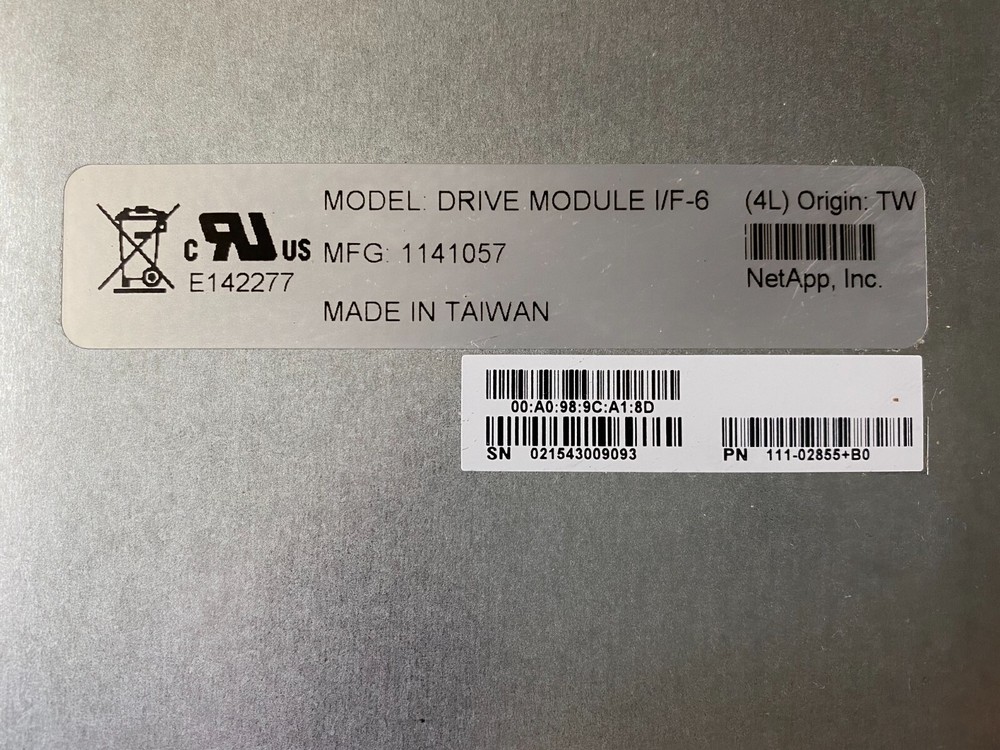 MODEL: DRIVE MODULE I/F-6 (4L) Origin: TW
C RU US MFG: 1141057
E142277 NetApp, Inc.
MADE IN TAIWAN
00:A0:98:9C:A1:8D
SN 021543009093 PN 111-02855+B0